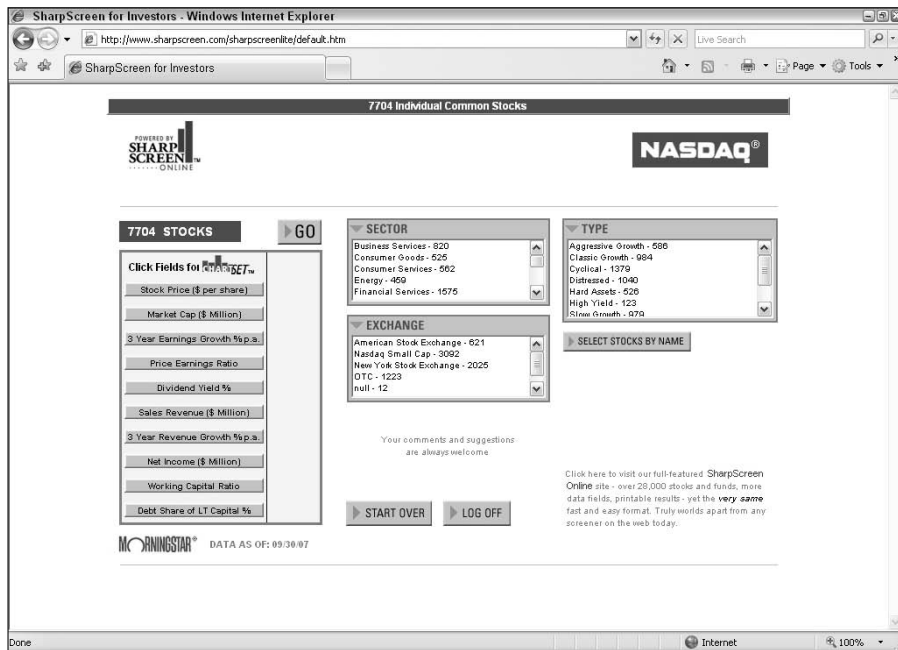 SharpScreen for Investors - Windows Internet Explorer
http://www.sharpscreen.com/sharpscreenlite/default.htm
Live Search
SharpScreen for Investors
Page
Tools
7704 Individual Common Stocks
POWERED BY
SHARP
SCREEN TM
ONLINE
NASDAQ®
7704 STOCKS
GO
Click Fields for CHARTSET TM
Stock Price ($ per share)
Market Cap ($ Million)
3 Year Earnings Growth % p.a.
Price Earnings Ratio
Dividend Yield %
Sales Revenue ($ Million)
3 Year Revenue Growth % p.a.
Net Income ($ Million)
Working Capital Ratio
Debt Share of LT Capital %
MORNINGSTAR®
DATA AS OF: 09/30/07
SECTOR
Business Services - 820
Consumer Goods - 525
Consumer Services - 562
Energy - 459
Financial Services - 1575
EXCHANGE
American Stock Exchange - 621
Nasdaq Small Cap - 3092
New York Stock Exchange - 2025
OTC - 1223
null - 12
Your comments and suggestions
are always welcome
START OVER
LOG OFF
TYPE
Aggressive Growth - 586
Classic Growth - 984
Cyclical - 1379
Distressed - 1040
Hard Assets - 526
High Yield - 123
Slow Growth - 979
SELECT STOCKS BY NAME
Click here to visit our full-featured SharpScreen
Online site - over 28,000 stocks and funds, more
data fields, printable results - yet the very same
fast and easy format. Truly worlds apart from any
screener on the web today.
Done
Internet
100%